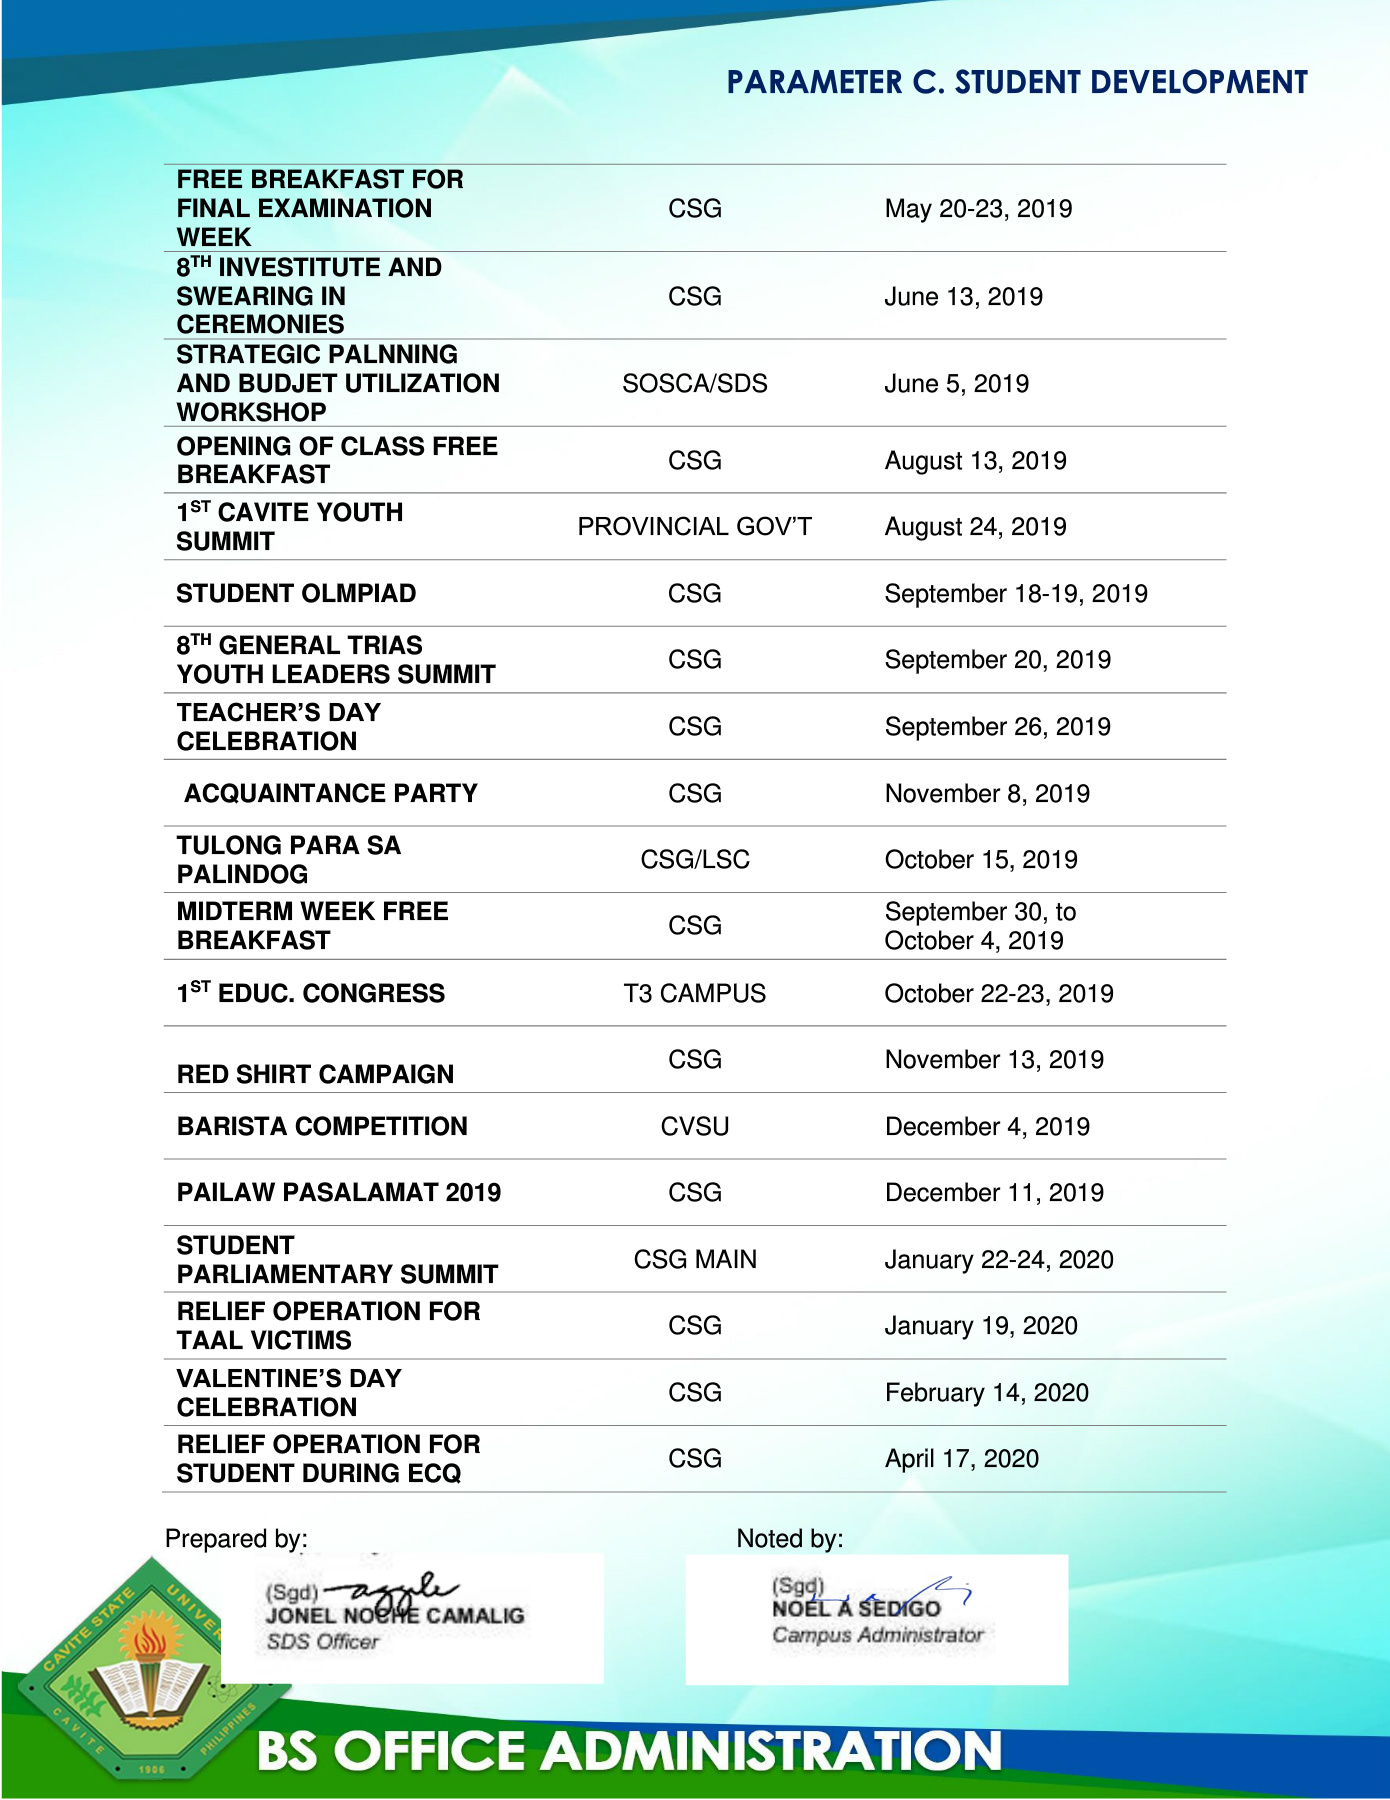 PARAMETER C. STUDENT DEVELOPMENT
FREE BREAKFAST FOR
FINAL EXAMINATION
WEEK
CSG
May 20-23, 2019
8TH INVESTITUTE AND
SWEARING IN
CEREMONIES
CSG
June 13, 2019
STRATEGIC PALNNING
AND BUDJET UTILIZATION
WORKSHOP
SOSCA/SDS
June 5, 2019
OPENING OF CLASS FREE
BREAKFAST
CSG
August 13, 2019
1ST CAVITE YOUTH
SUMMIT
PROVINCIAL GOV’T
August 24, 2019
STUDENT OLMPIAD
CSG
September 18-19, 2019
8TH GENERAL TRIAS
YOUTH LEADERS SUMMIT
CSG
September 20, 2019
TEACHER’S DAY
CELEBRATION
CSG
September 26, 2019
ACQUAINTANCE PARTY
CSG
November 8, 2019
TULONG PARA SA
PALINDOG
CSG/LSC
October 15, 2019
MIDTERM WEEK FREE
BREAKFAST
CSG
September 30, to
October 4, 2019
1ST EDUC. CONGRESS
T3 CAMPUS
October 22-23, 2019
RED SHIRT CAMPAIGN
CSG
November 13, 2019
BARISTA COMPETITION
CVSU
December 4, 2019
PAILAW PASALAMAT 2019
CSG
December 11, 2019
STUDENT
PARLIAMENTARY SUMMIT
CSG MAIN
January 22-24, 2020
RELIEF OPERATION FOR
TAAL VICTIMS
CSG
January 19, 2020
VALENTINE’S DAY
CELEBRATION
CSG
February 14, 2020
RELIEF OPERATION FOR
STUDENT DURING ECQ
CSG
April 17, 2020
Prepared by:
(Sgd)
JONEL NOCHE CAMALIG
SDS Officer
Noted by:
(Sgd)
NOEL A SEDIGO
Campus Administrator
CAVITE STATE
CAVITE
PHILIPPINES
1906
BS OFFICE ADMINISTRATION